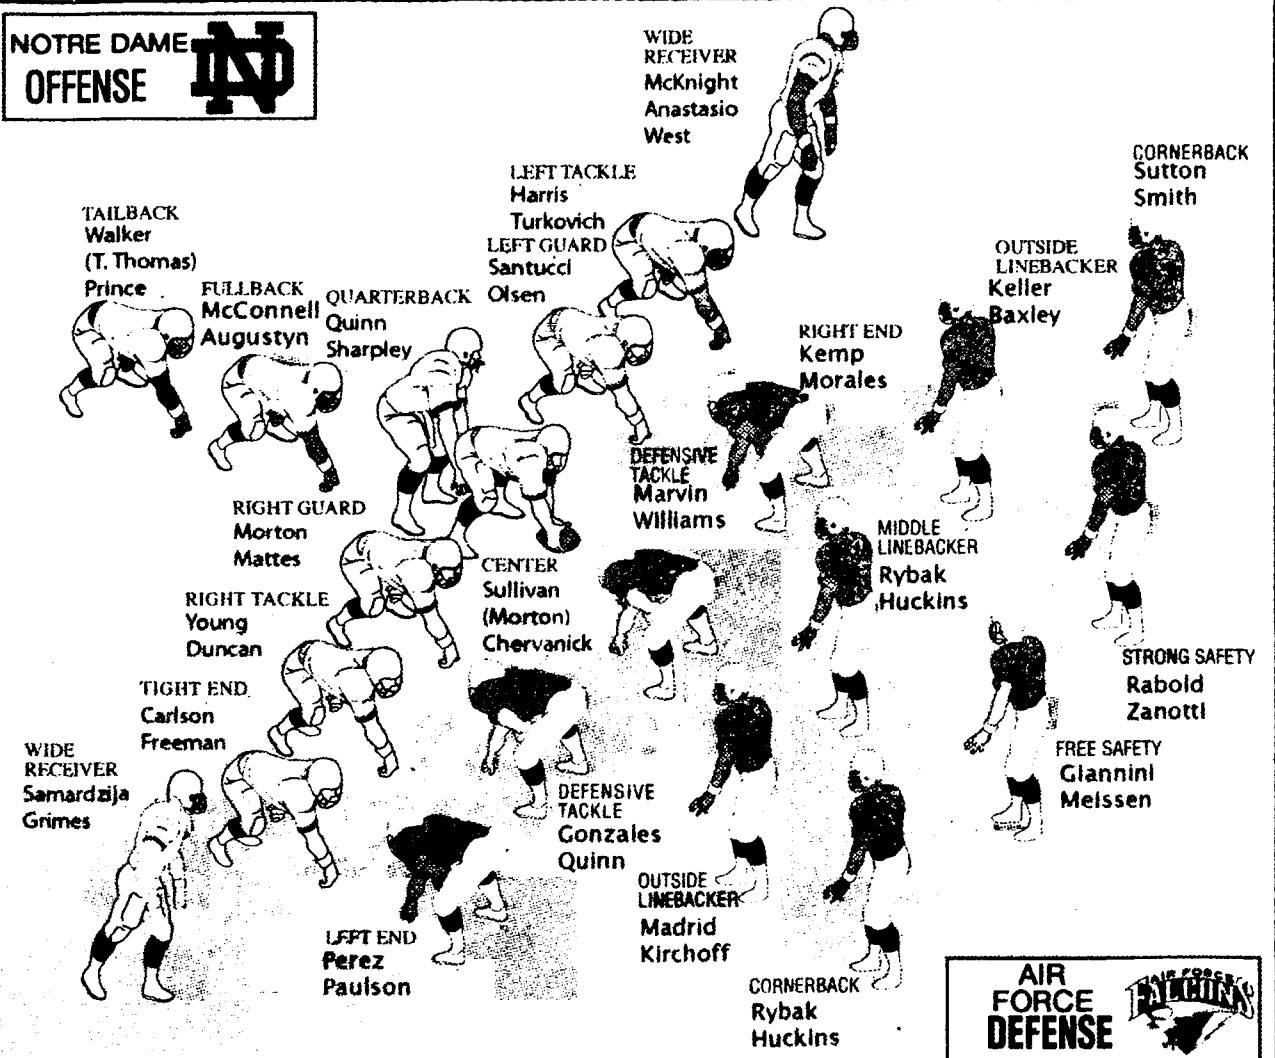 NOTRE DAME
OFFENSE
ND
WIDE
RECEIVER
McKnight
Anastasio
West
CORNERBACK
Sutton
Smith
LEFT TACKLE
Harris
Turkovich
TAILBACK
Walker
(T. Thomas)
Prince
LEFT GUARD
Santucci
Olsen
OUTSIDE
LINEBACKER
Keller
Baxley
FULLBACK
McConnell
Augustyn
QUARTERBACK
Quinn
Sharpley
RIGHT END
Kemp
Morales
DEFENSIVE
TACKLE
Marvin
Williams
RIGHT GUARD
Morton
Mattes
MIDDLE
LINEBACKER
Rybak
Huckins
CENTER
Sullivan
(Morton)
Chervanick
RIGHT TACKLE
Young
Duncan
STRONG SAFETY
Rabold
Zanotti
TIGHT END
Carlson
Freeman
FREE SAFETY
Giannini
Meissen
WIDE
RECEIVER
Samardzija
Grimes
DEFENSIVE
TACKLE
Gonzales
Quinn
OUTSIDE
LINEBACKER
Madrid
Kirchoff
LEFT END
Perez
Paulson
CORNERBACK
Rybak
Huckins
AIR
FORCE
DEFENSE
AIR FORCE
FALCONS